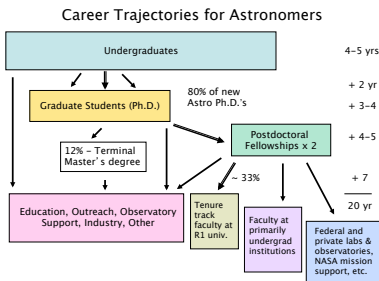 Career Trajectories for Astronomers
Undergraduates
4-5 yrs
+ 2 yr
80% of new
Astro Ph.D.'s
Graduate Students (Ph.D.)
+ 3-4
Postdoctoral
Fellowships x 2
+ 4-5
12% - Terminal
Master's degree
~ 33%
+ 7
20 yr
Education, Outreach, Observatory
Support, Industry, Other
Tenure
track
faculty at
R1 univ.
Faculty at
primarily
undergrad
institutions
Federal and
private labs &
observatories,
NASA mission
support, etc.